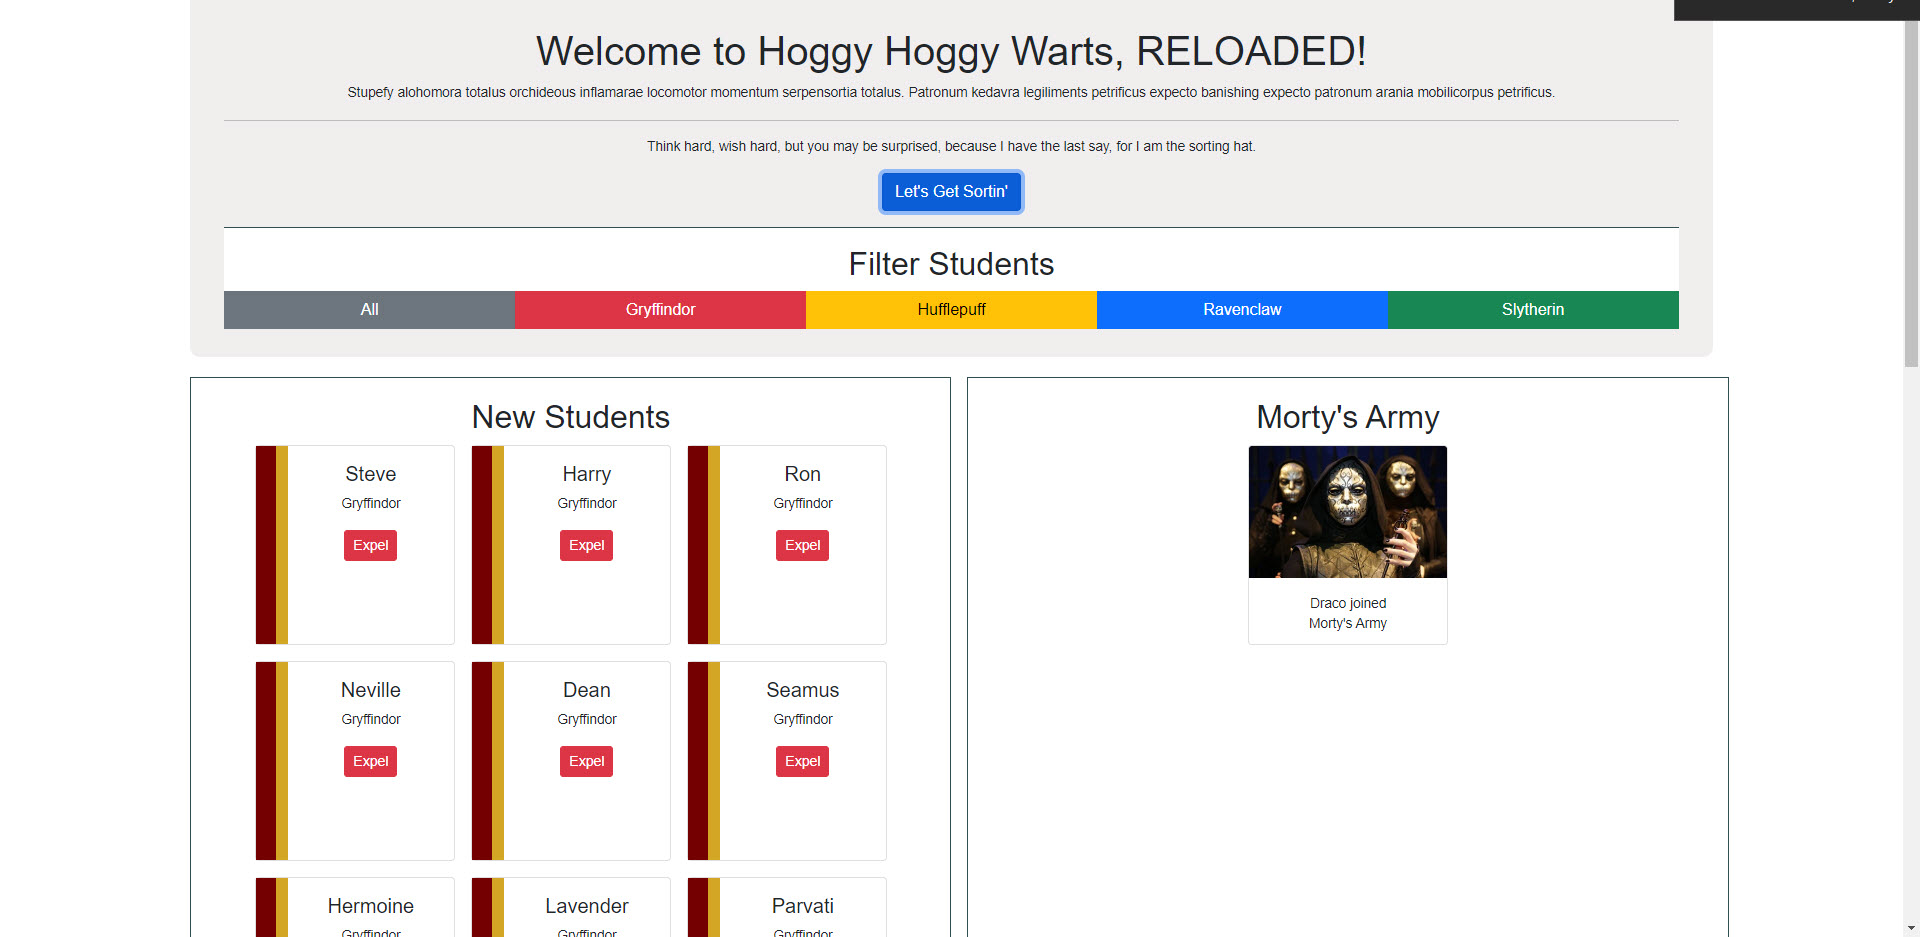 Welcome to Hoggy Hoggy Warts, RELOADED!
Stupefy alohomora totalus orchideous inflamarae locomotor momentum serpensortia totalus. Patronum kedavra legiliments petrificus expecto banishing expecto patronum arania mobilicorpus petrificus.
Think hard, wish hard, but you may be surprised, because I have the last say, for I am the sorting hat.
Let's Get Sortin'
Filter Students
All Gryffindor Hufflepuff Ravenclaw Slytherin
New Students
Steve Harry Ron
Gryffindor Gryffindor Gryffindor
Expel Expel Expel
Neville Dean Seamus
Gryffindor Gryffindor Gryffindor
Expel Expel Expel
Hermoine Lavender Parvati
Gryffindor Gryffindor Gryffindor
Morty's Army
Draco joined
Morty's Army